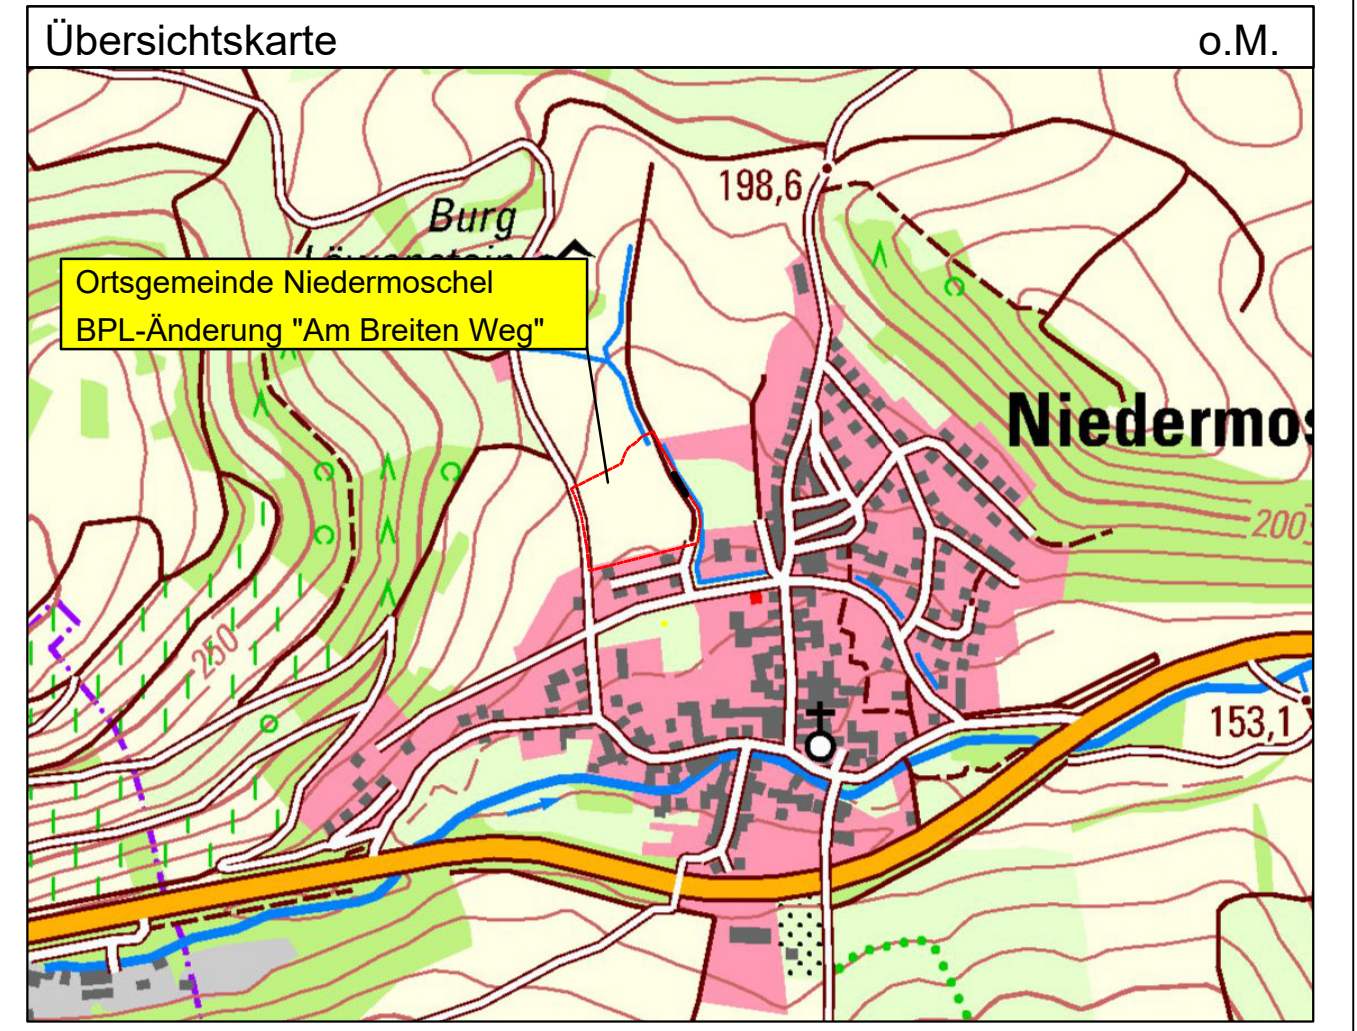 Übersichtskarte o.M.
198,6
Burg
Ortsgemeinde Niedermoschel
BPL-Änderung "Am Breiten Weg"
Niedermos
200
250
153,1